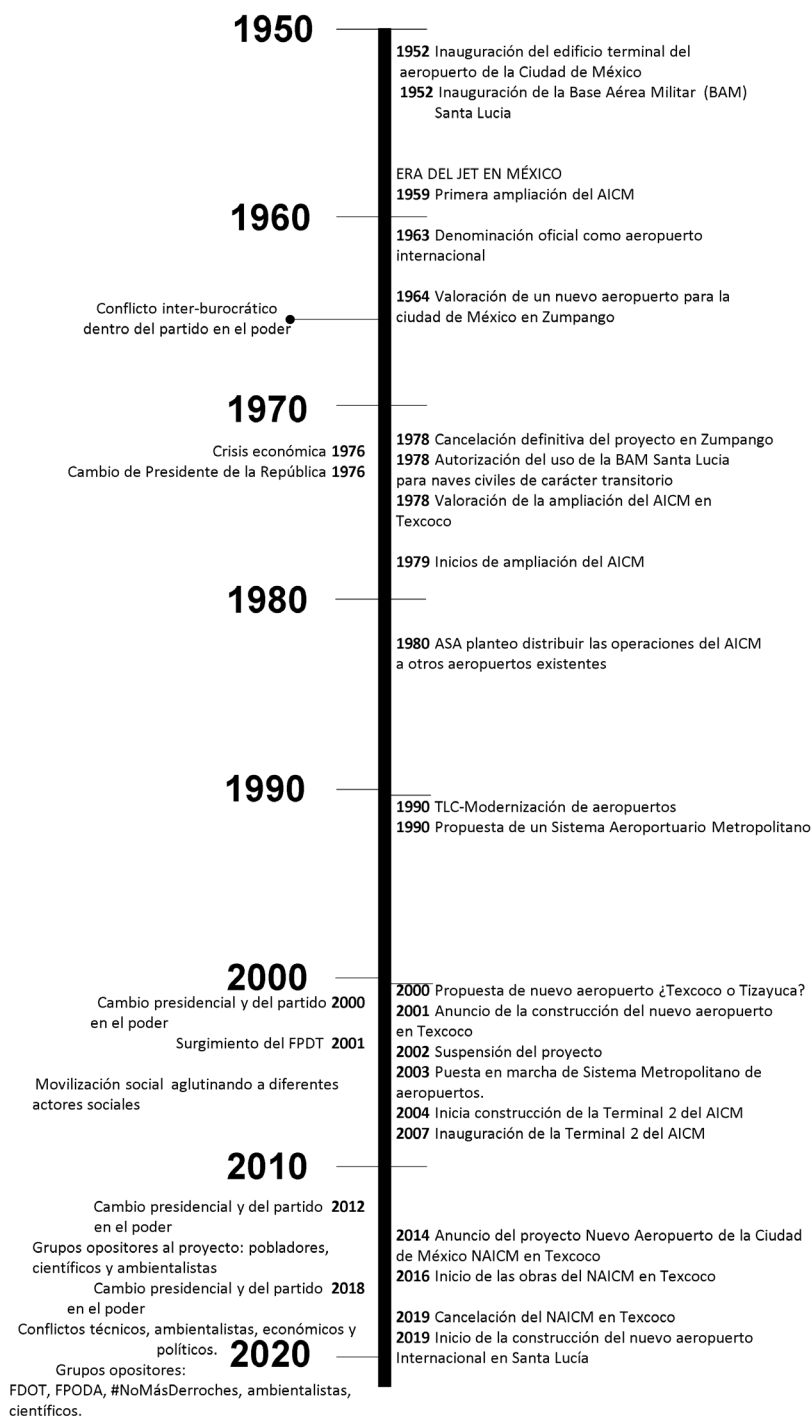 1950
1952 Inauguración del edificio terminal del
aeropuerto de la Ciudad de México
1952 Inauguración de la Base Aérea Militar (BAM)
Santa Lucia
ERA DEL JET EN MÉXICO
1959 Primera ampliación del AICM
1960
1963 Denominación oficial como aeropuerto
internacional
Conflicto inter-burocrático
dentro del partido en el poder
1964 Valoración de un nuevo aeropuerto para la
ciudad de México en Zumpango
1970
Crisis económica 1976
Cambio de Presidente de la República 1976
1978 Cancelación definitiva del proyecto en Zumpango
1978 Autorización del uso de la BAM Santa Lucia
para naves civiles de carácter transitorio
1978 Valoración de la ampliación del AICM en
Texcoco
1979 Inicios de ampliación del AICM
1980
1980 ASA planteo distribuir las operaciones del AICM
a otros aeropuertos existentes
1990
1990 TLC-Modernización de aeropuertos
1990 Propuesta de un Sistema Aeroportuario Metropolitano
2000
Cambio presidencial y del partido 2000
en el poder
Surgimiento del FPDT 2001
Movilización social aglutinando a diferentes
actores sociales
2000 Propuesta de nuevo aeropuerto ¿Texcoco o Tizayuca?
2001 Anuncio de la construcción del nuevo aeropuerto
en Texcoco
2002 Suspensión del proyecto
2003 Puesta en marcha de Sistema Metropolitano de
aeropuertos.
2004 Inicia construcción de la Terminal 2 del AICM
2007 Inauguración de la Terminal 2 del AICM
2010
Cambio presidencial y del partido 2012
en el poder
Grupos opositores al proyecto: pobladores,
científicos y ambientalistas
Cambio presidencial y del partido 2018
en el poder
Conflictos técnicos, ambientalistas, económicos y
políticos.
2014 Anuncio del proyecto Nuevo Aeropuerto de la Ciudad
de México NAICM en Texcoco
2016 Inicio de las obras del NAICM en Texcoco
2019 Cancelación del NAICM en Texcoco
2019 Inicio de la construcción del nuevo aeropuerto
Internacional en Santa Lucía
2020
Grupos opositores:
FDOT, FPODA, #NoMásDerroches, ambientalistas,
científicos.